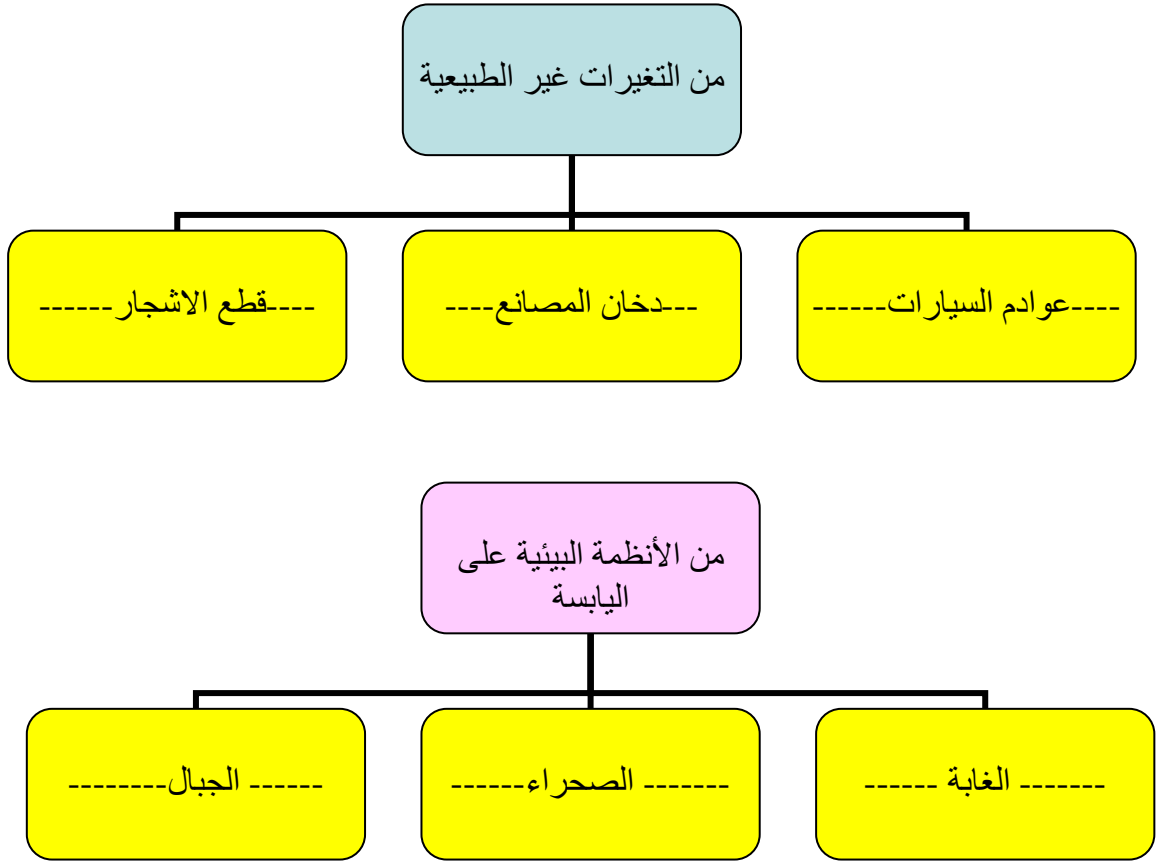 من التغيرات غير الطبيعية
----عوادم السيارات------
---دخان المصانع----
----قطع الاشجار------
من الأنظمة البيئية على
اليابسة
------- الغابة ------
------- الصحراء------
------ الجبال--------